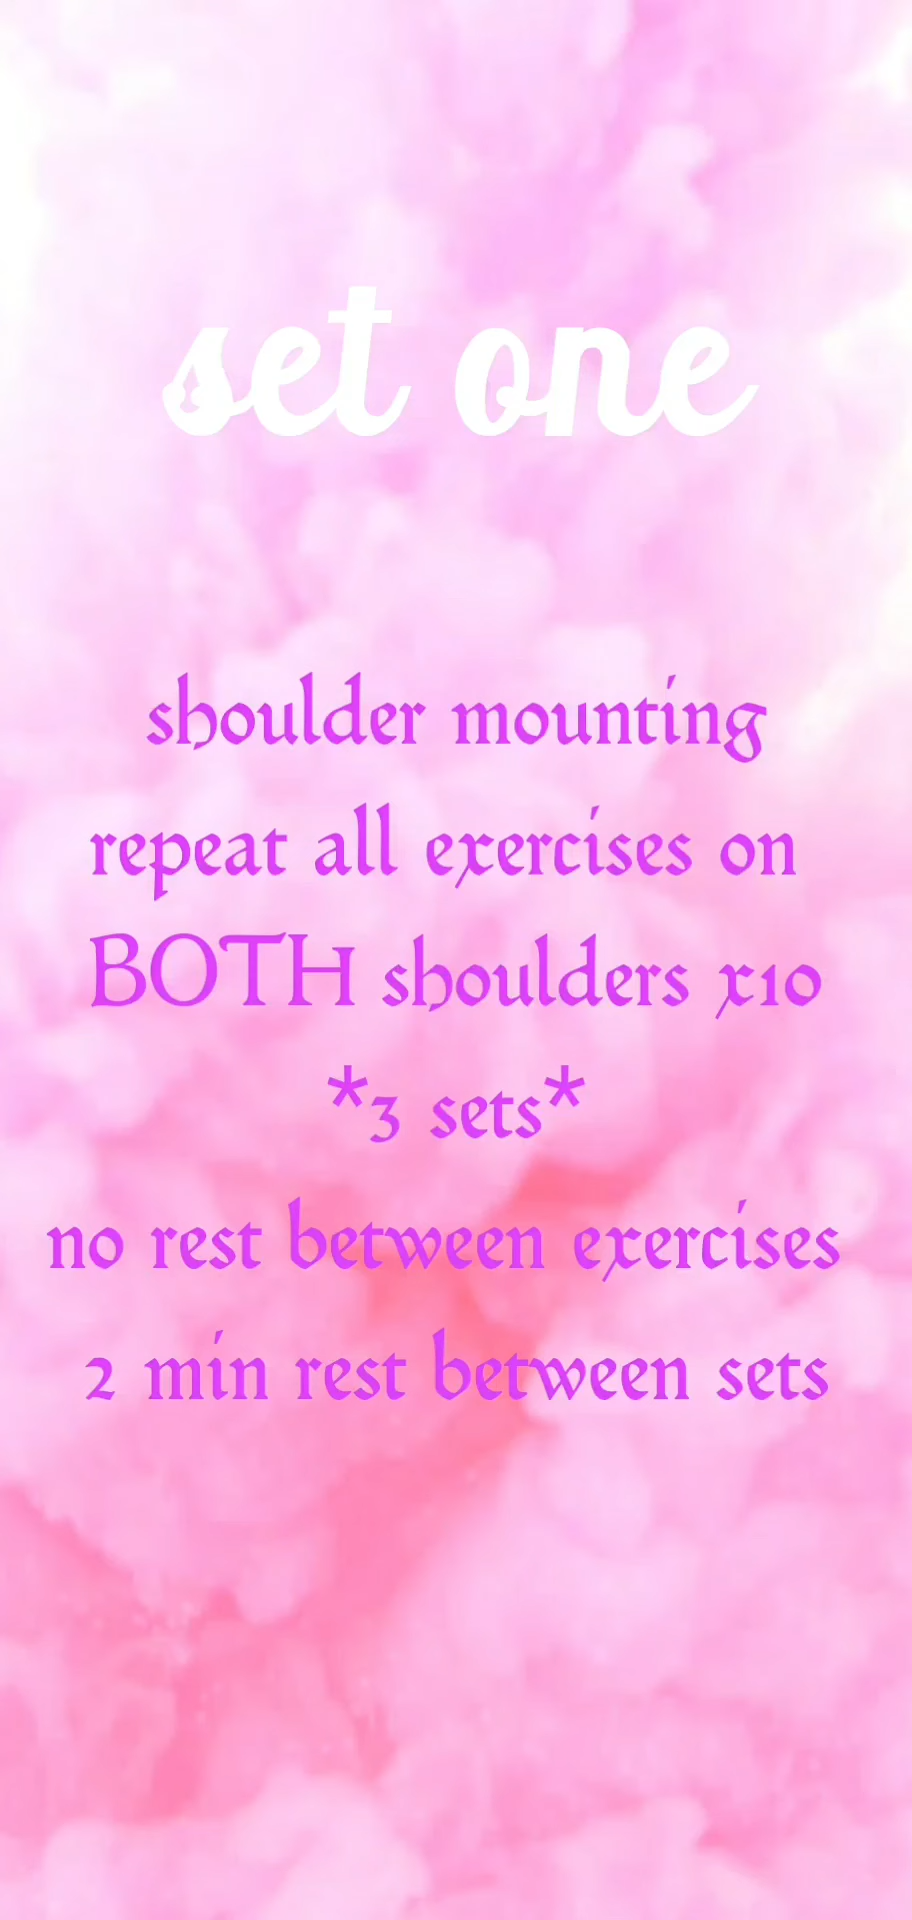 set one
shoulder mounting
repeat all exercises on
BOTH shoulders x10
*3 sets*
no rest between exercises
2 min rest between sets